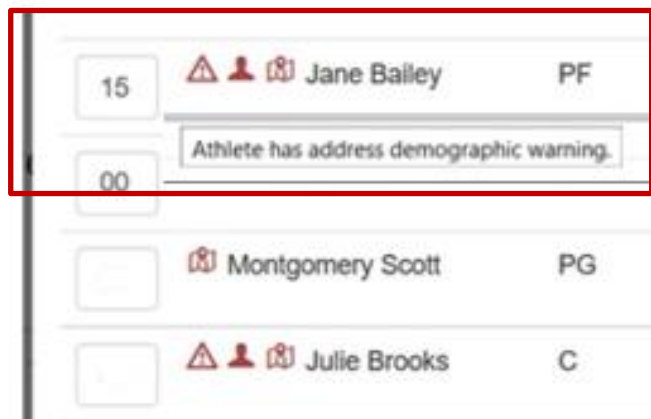 15 Jane Bailey PF
Athlete has address demographic warning.
00
Montgomery Scott PG
Julie Brooks C